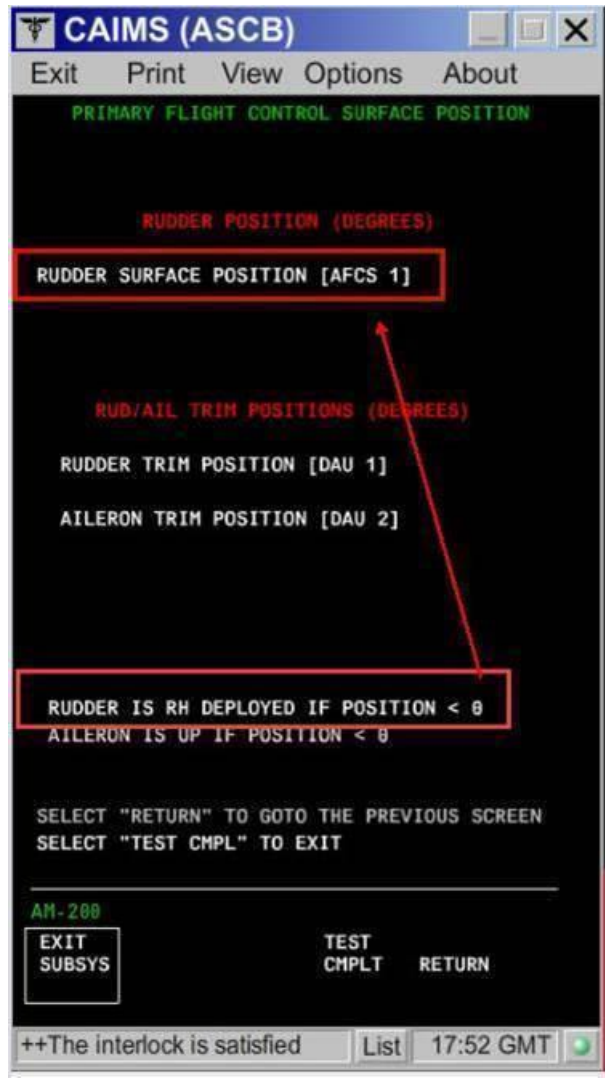 CAIMS (ASCB)
Exit Print View Options About
PRIMARY FLIGHT CONTROL SURFACE POSITION
RUDDER POSITION (DEGREES)
RUDDER SURFACE POSITION [AFCS 1]
RUD/AIL TRIM POSITIONS (DEGREES)
RUDDER TRIM POSITION [DAU 1]
AILERON TRIM POSITION [DAU 2]
RUDDER IS RH DEPLOYED IF POSITION < 0
AILERON IS UP IF POSITION < 0
SELECT "RETURN" TO GOTO THE PREVIOUS SCREEN
SELECT "TEST CMPL" TO EXIT
AM-200
EXIT TEST
SUBSYS CMPLT RETURN
++The interlock is satisfied List 17:52 GMT